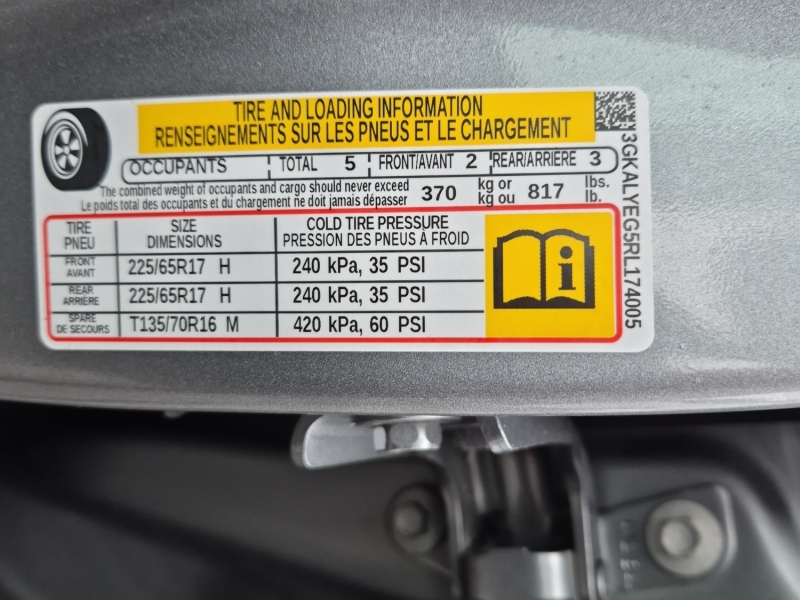 TIRE AND LOADING INFORMATION
RENSEIGNEMENTS SUR LES PNEUS ET LE CHARGEMENT
OCCUPANTS TOTAL 5 FRONT/AVANT 2 REAR/ARRIÈRE 3
The combined weight of occupants and cargo should never exceed 370 kg or 817 lbs.
Le poids total des occupants et du chargement ne doit jamais dépasser kg ou lb.
TIRE SIZE COLD TIRE PRESSURE
PNEU DIMENSIONS PRESSION DES PNEUS À FROID
FRONT
AVANT 225/65R17 H 240 kPa, 35 PSI
REAR
ARRIÈRE 225/65R17 H 240 kPa, 35 PSI
SPARE
DE SECOURS T135/70R16 M 420 kPa, 60 PSI
3GKALYEG5RL174005